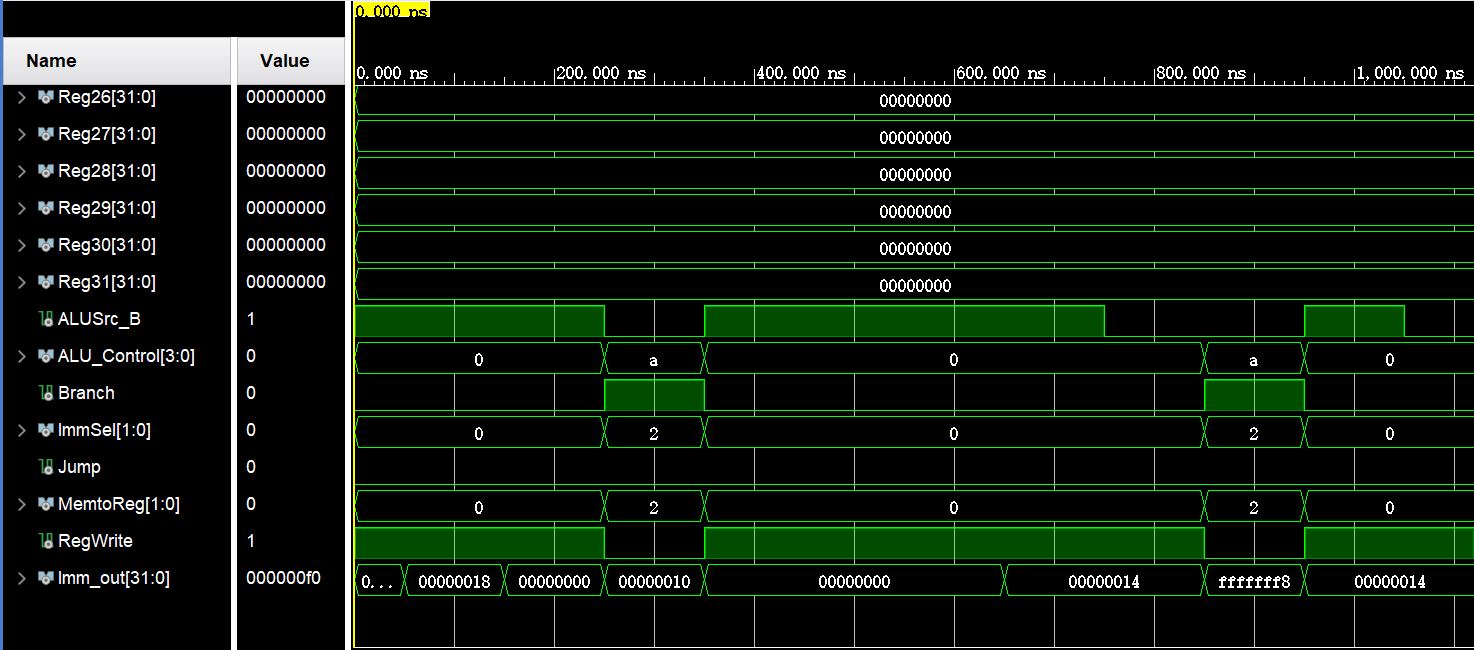 0.000 ns
Name Value
0.000 ns 200.000 ns 400.000 ns 600.000 ns 800.000 ns 1,000.000 ns
Reg26[31:0] 00000000 00000000
Reg27[31:0] 00000000 00000000
Reg28[31:0] 00000000 00000000
Reg29[31:0] 00000000 00000000
Reg30[31:0] 00000000 00000000
Reg31[31:0] 00000000 00000000
ALUSrc_B 1
ALU_Control[3:0] 0 0 a 0 a 0
Branch 0
ImmSel[1:0] 0 0 2 0 2 0
Jump 0
MemtoReg[1:0] 0 0 2 0 2 0
RegWrite 1
Imm_out[31:0] 000000f0 0... 00000018 00000000 00000010 00000000 00000014 fffffff8 00000014